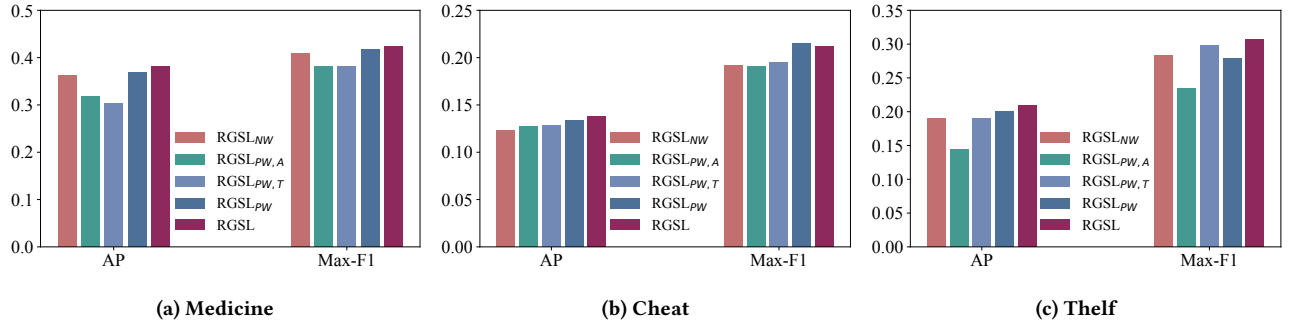 0.5
0.4
0.3
0.2
0.1
0.0
RGSL_NW
RGSL_PW, A
RGSL_PW, T
RGSL_PW
RGSL
AP
Max-F1
(a) Medicine
0.25
0.20
0.15
0.10
0.05
0.00
RGSL_NW
RGSL_PW, A
RGSL_PW, T
RGSL_PW
RGSL
AP
Max-F1
(b) Cheat
0.35
0.30
0.25
0.20
0.15
0.10
0.05
0.00
RGSL_NW
RGSL_PW, A
RGSL_PW, T
RGSL_PW
RGSL
AP
Max-F1
(c) Thelf